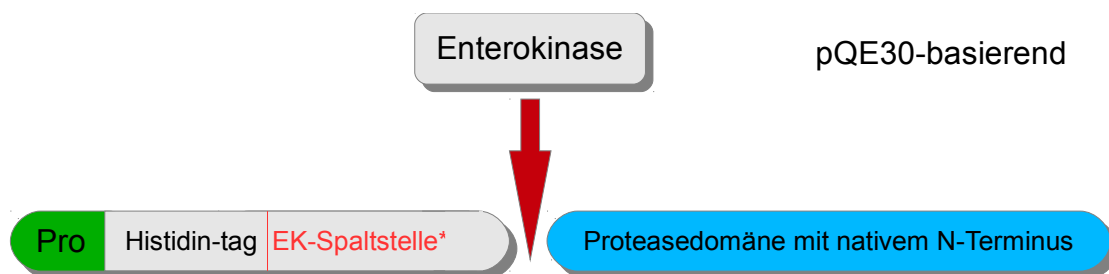 Enterokinase
pQE30-basierend
Pro Histidin-tag EK-Spaltstelle* Proteasedomäne mit nativem N-Terminus